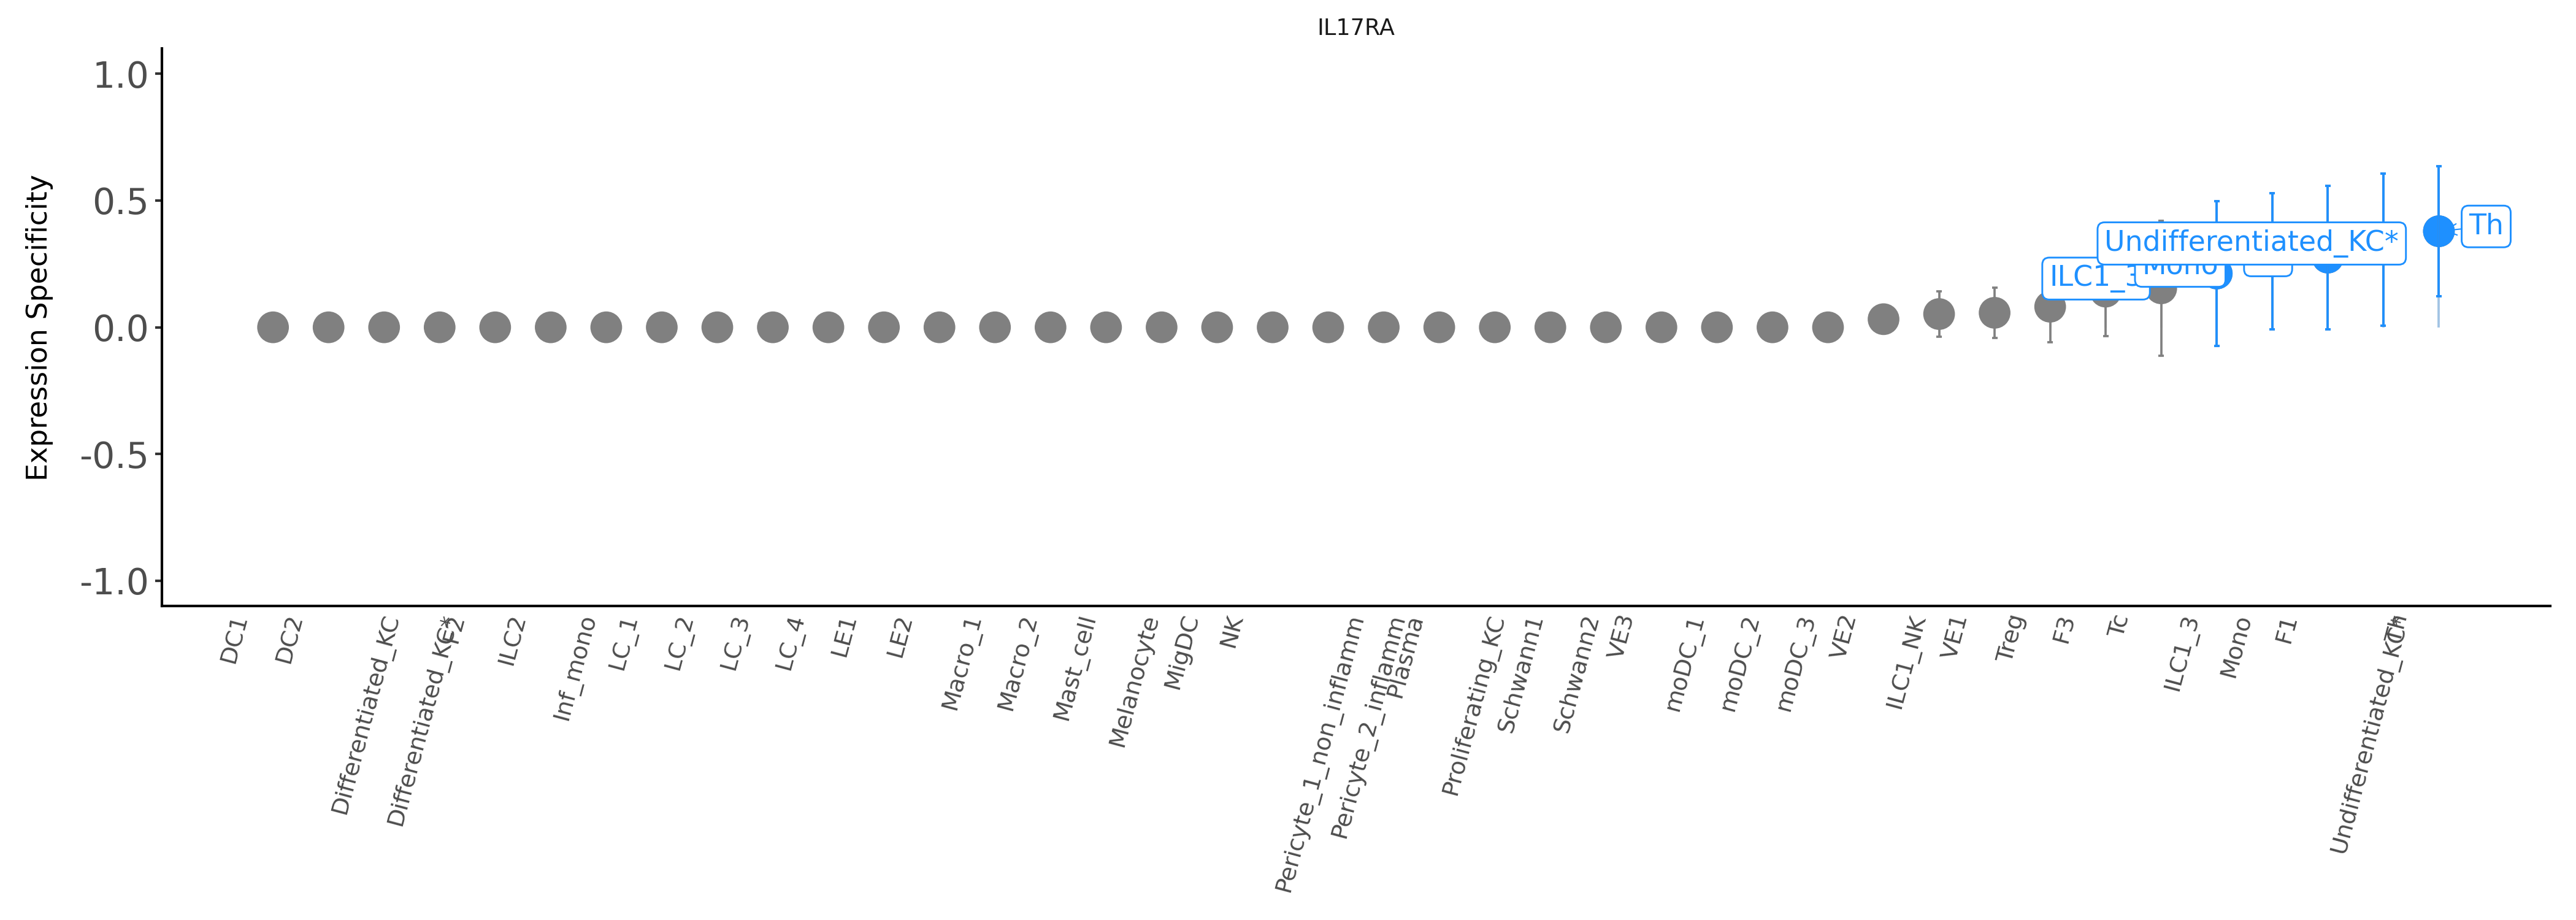 IL17RA
1.0
0.5
0.0
-0.5
-1.0
Expression Specificity
Th
Undifferentiated_KC*
ILC1_3
Mono
DC1
DC2
Differentiated_KC
Differentiated_KC*
F2
ILC2
Inf_mono
LC_1
LC_2
LC_3
LC_4
LE1
LE2
Macro_1
Macro_2
Mast_cell
Melanocyte
MigDC
NK
Pericyte_1_non_inflamm
Pericyte_2_inflamm
Plasma
Proliferating_KC
Schwann1
Schwann2
VE3
moDC_1
moDC_2
moDC_3
VE2
ILC1_NK
VE1
Treg
F3
Tc
ILC1_3
Mono
F1
Undifferentiated_KC*
Th